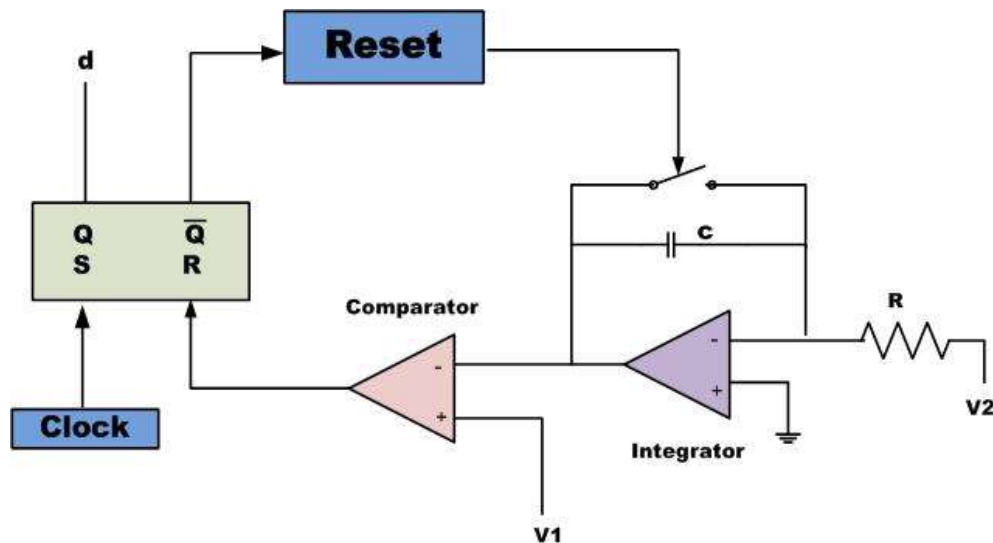 Reset
d
Q Q̅
S R
C
Comparator
R
-
-
+
+
V2
Clock
Integrator
V1